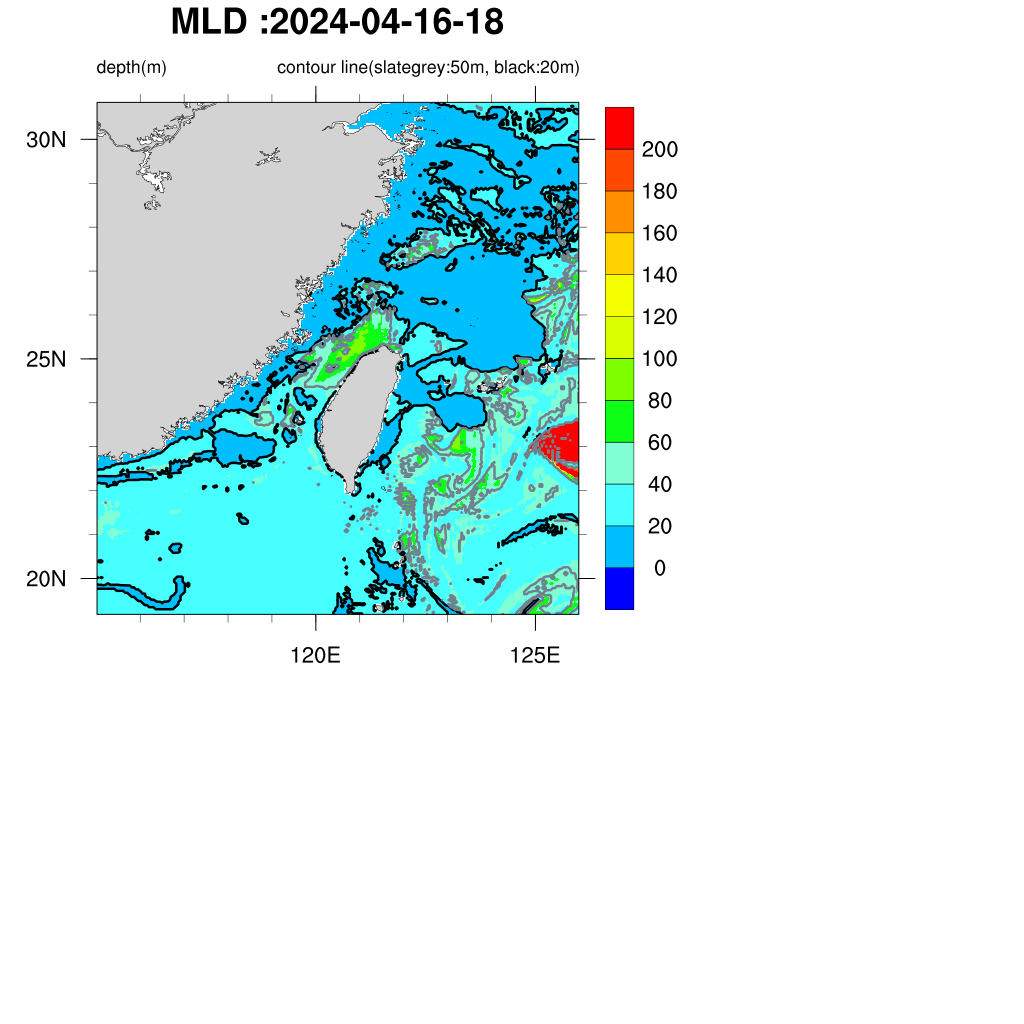 MLD :2024-04-16-18
depth(m)
contour line(slategrey:50m, black:20m)
30N
25N
20N
120E
125E
200
180
160
140
120
100
80
60
40
20
0